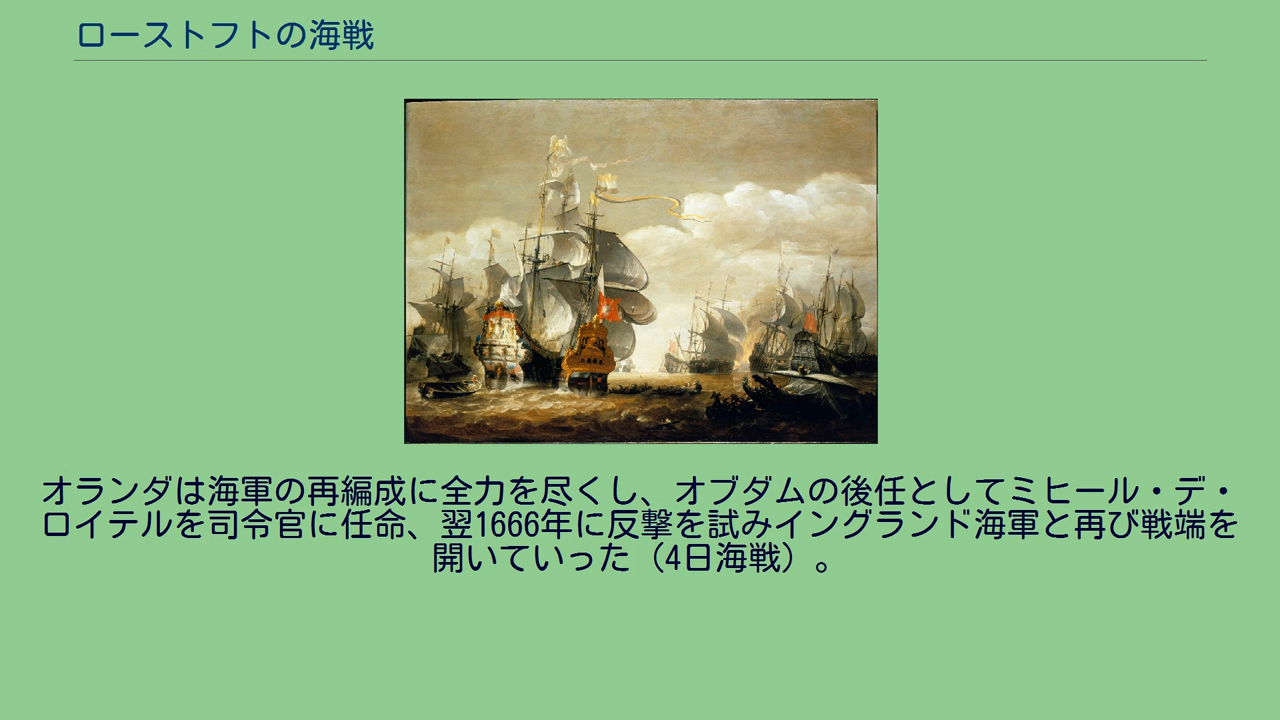 ローストフトの海戦
オランダは海軍の再編成に全力を尽くし、オブダムの後任としてミヒール・デ・
ロイテルを司令官に任命、翌1666年に反撃を試みイングランド海軍と再び戦端を
開いていった（4日海戦）。